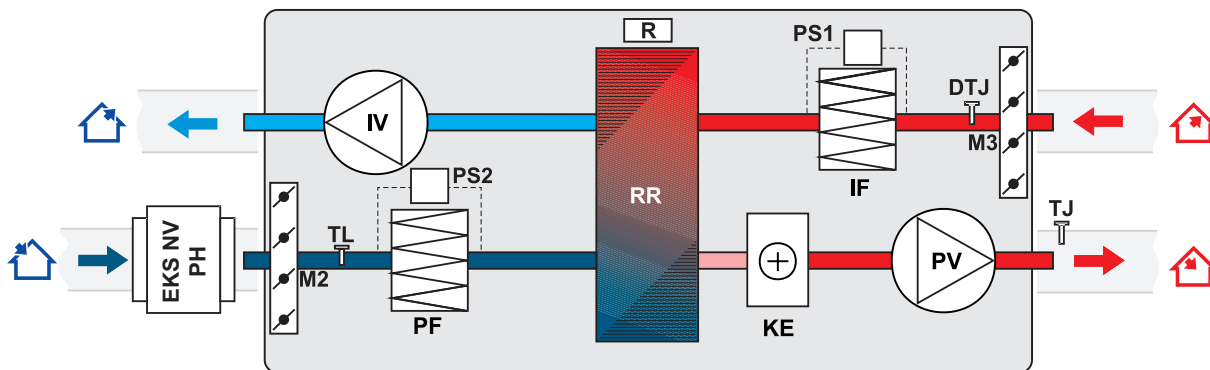 R
PS1
DTJ
IV
M3
IF
PS2
RR
TJ
EKS NV
PH
TL
M2
PV
PF
KE